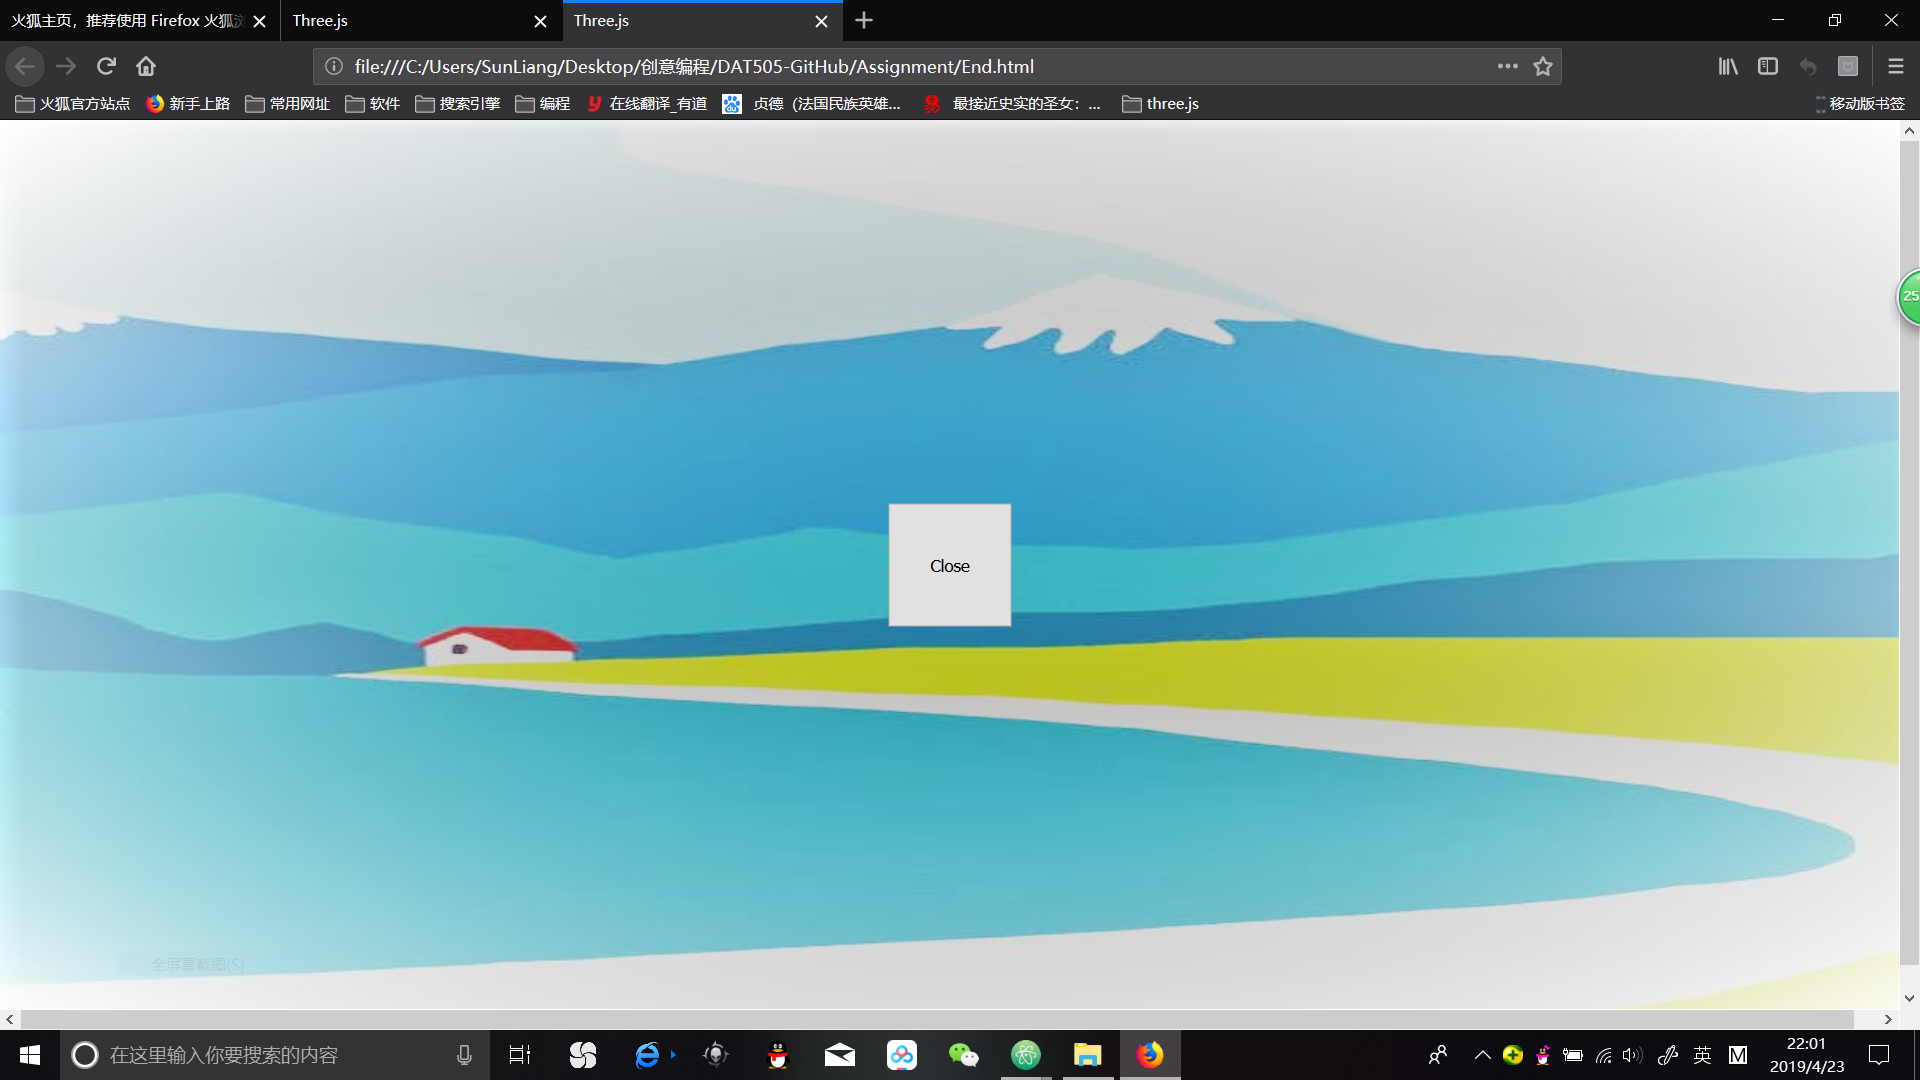 火狐主页，推荐使用 Firefox 火狐浏
Three.js
Three.js
file:///C:/Users/SunLiang/Desktop/创意编程/DAT505-GitHub/Assignment/End.html
火狐官方站点
新手上路
常用网址
软件
搜索引擎
编程
在线翻译_有道
贞德（法国民族英雄...
最接近史实的圣女：...
three.js
移动版书签
25
Close
全屏幕截图(S)
在这里输入你要搜索的内容
英
M
22:01
2019/4/23